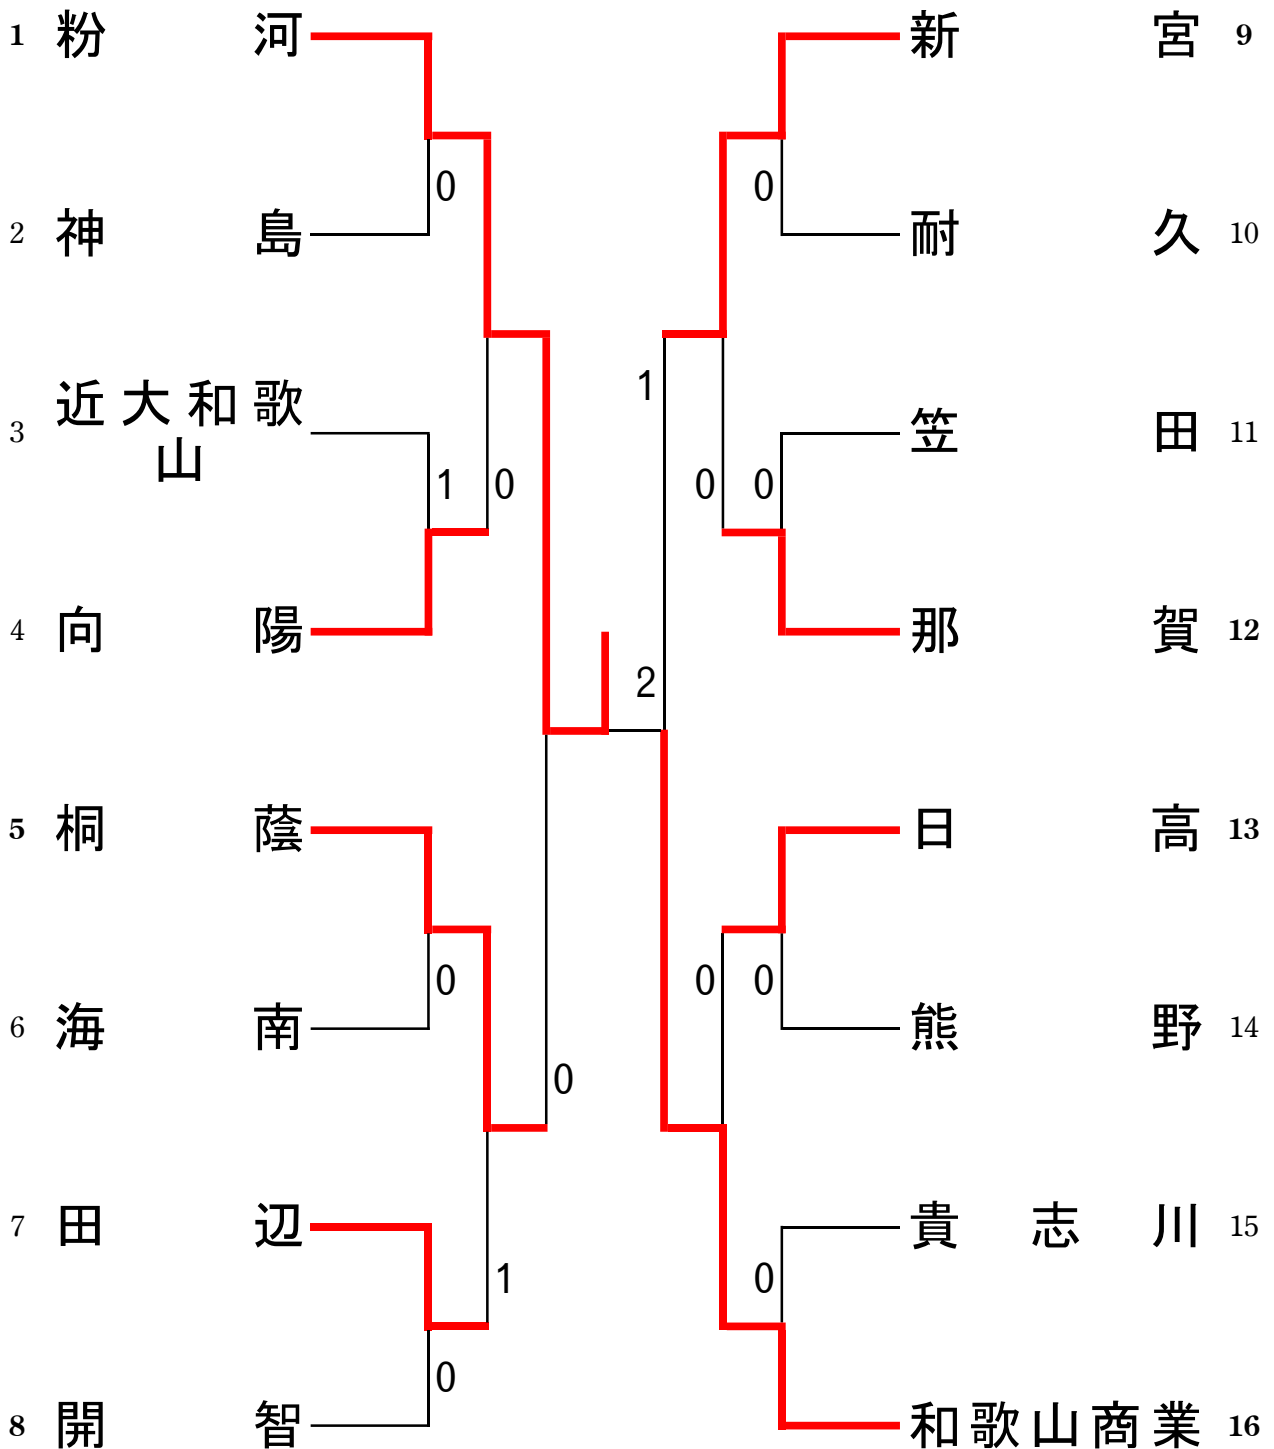 1 粉河
0
2 神島
3 近大和歌山
1 0
4 向陽
5 桐蔭
0
6 海南
0
7 田辺
1
0
8 開智
新宮 9
0
耐久 10
1
笠田 11
0 0
那賀 12
2
日高 13
0 0
熊野 14
貴志川 15
0
和歌山商業 16